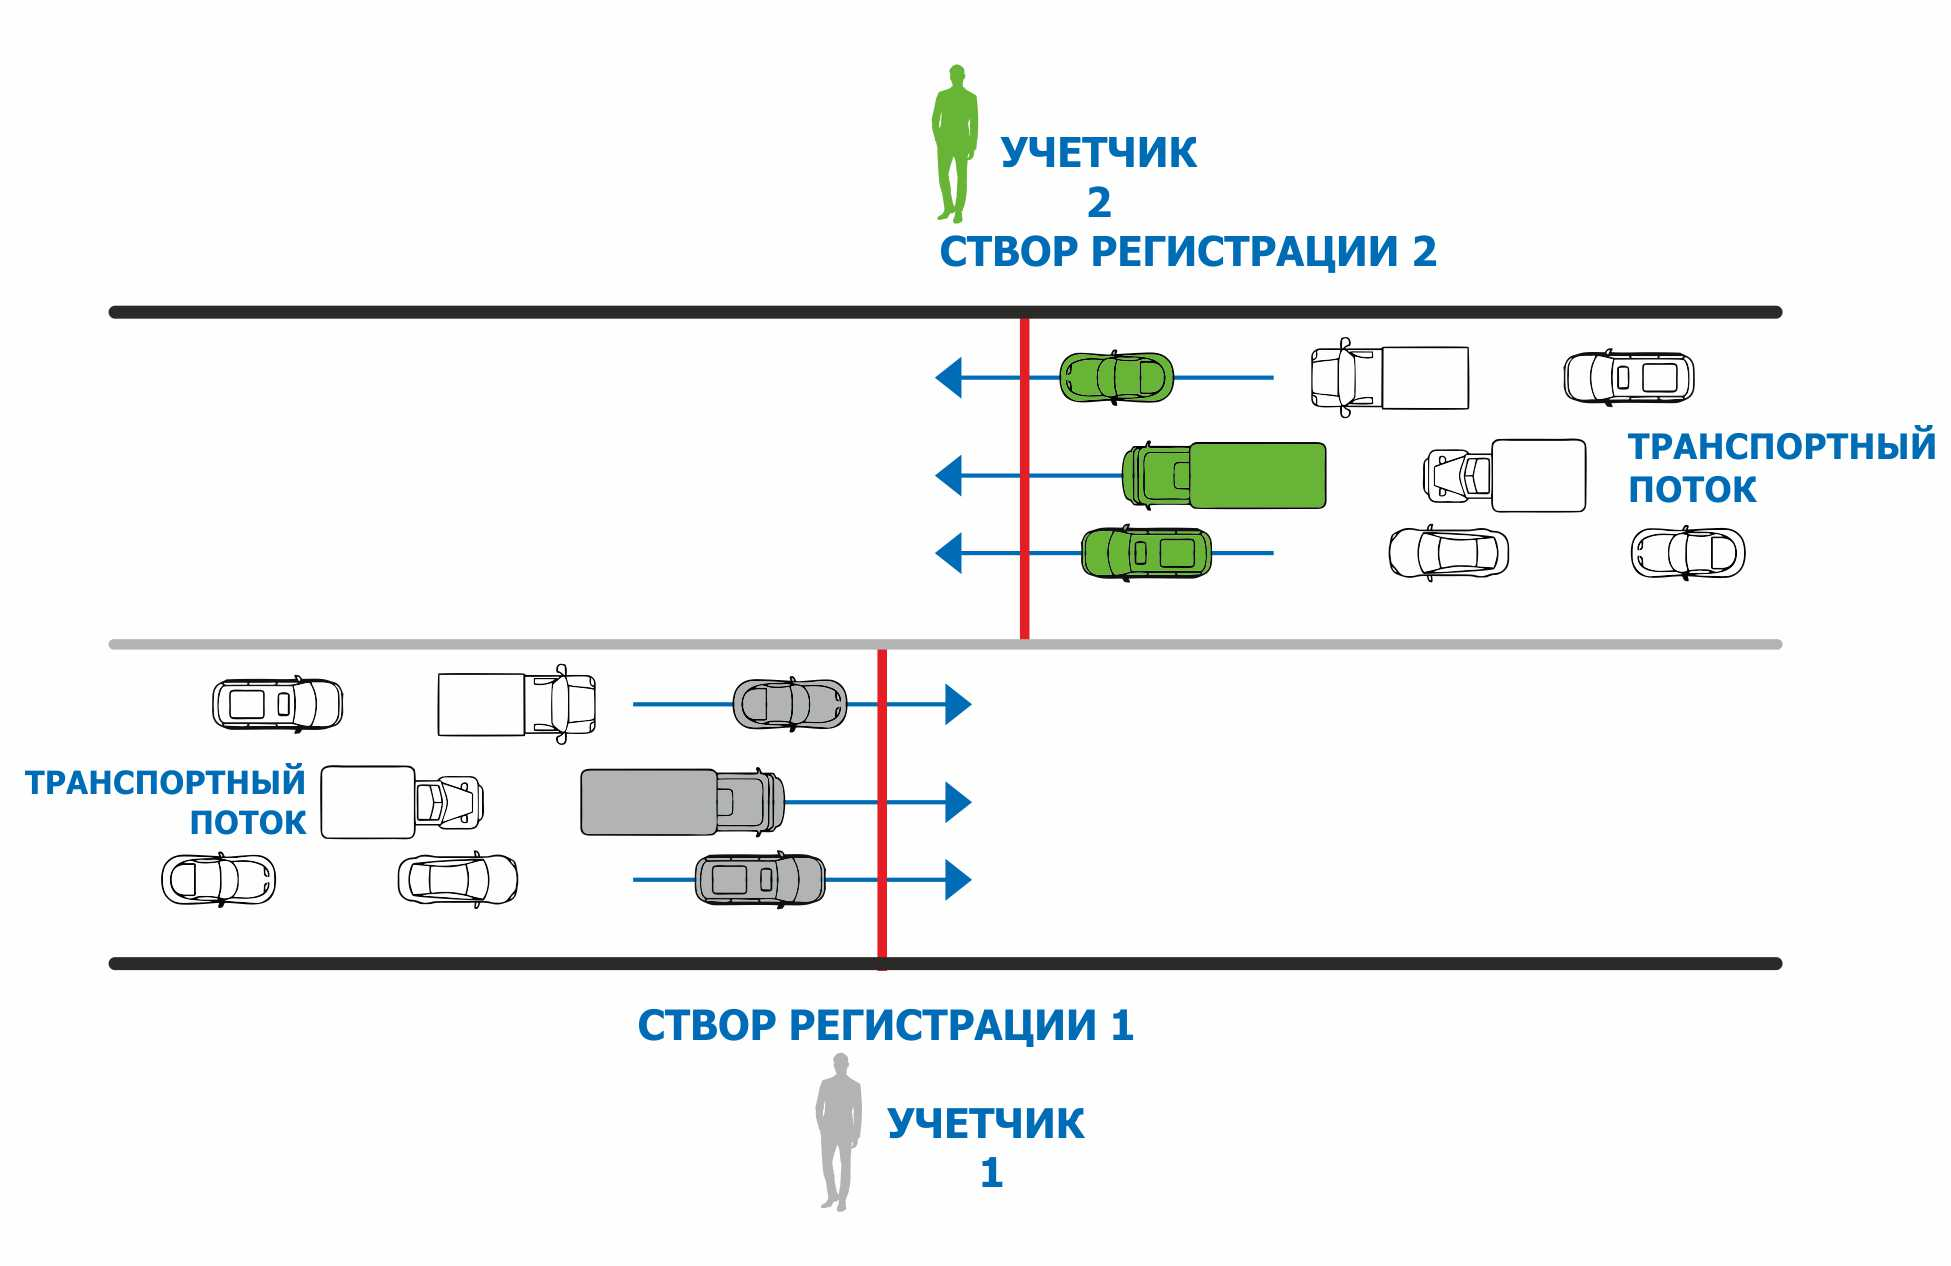 УЧЕТЧИК
2
СТВОР РЕГИСТРАЦИИ 2
ТРАНСПОРТНЫЙ
ПОТОК
ТРАНСПОРТНЫЙ
ПОТОК
СТВОР РЕГИСТРАЦИИ 1
УЧЕТЧИК
1